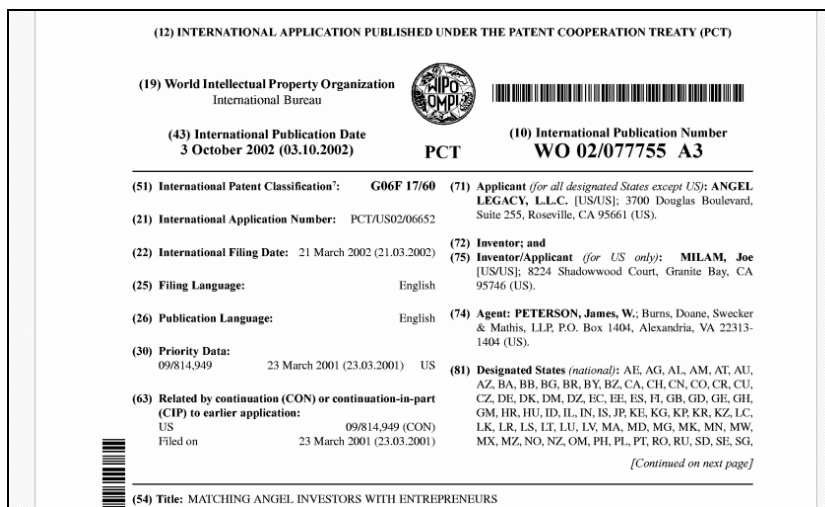 (12) INTERNATIONAL APPLICATION PUBLISHED UNDER THE PATENT COOPERATION TREATY (PCT)
(19) World Intellectual Property Organization
International Bureau
WIPO
OMPI
(43) International Publication Date
3 October 2002 (03.10.2002)
PCT
(10) International Publication Number
WO 02/077755 A3
(51) International Patent Classification7: G06F 17/60
(21) International Application Number: PCT/US02/06652
(22) International Filing Date: 21 March 2002 (21.03.2002)
(25) Filing Language: English
(26) Publication Language: English
(30) Priority Data:
09/814,949 23 March 2001 (23.03.2001) US
(63) Related by continuation (CON) or continuation-in-part
(CIP) to earlier application:
US 09/814,949 (CON)
Filed on 23 March 2001 (23.03.2001)
(71) Applicant (for all designated States except US): ANGEL
LEGACY, L.L.C. [US/US]; 3700 Douglas Boulevard,
Suite 255, Roseville, CA 95661 (US).
(72) Inventor; and
(75) Inventor/Applicant (for US only): MILAM, Joe
[US/US]; 8224 Shadowwood Court, Granite Bay, CA
95746 (US).
(74) Agent: PETERSON, James, W.; Burns, Doane, Swecker
& Mathis, LLP, P.O. Box 1404, Alexandria, VA 22313-
1404 (US).
(81) Designated States (national): AE, AG, AL, AM, AT, AU,
AZ, BA, BB, BG, BR, BY, BZ, CA, CH, CN, CO, CR, CU,
CZ, DE, DK, DM, DZ, EC, EE, ES, FI, GB, GD, GE, GH,
GM, HR, HU, ID, IL, IN, IS, JP, KE, KG, KP, KR, KZ, LC,
LK, LR, LS, LT, LU, LV, MA, MD, MG, MK, MN, MW,
MX, MZ, NO, NZ, OM, PH, PL, PT, RO, RU, SD, SE, SG,
[Continued on next page]
(54) Title: MATCHING ANGEL INVESTORS WITH ENTREPRENEURS